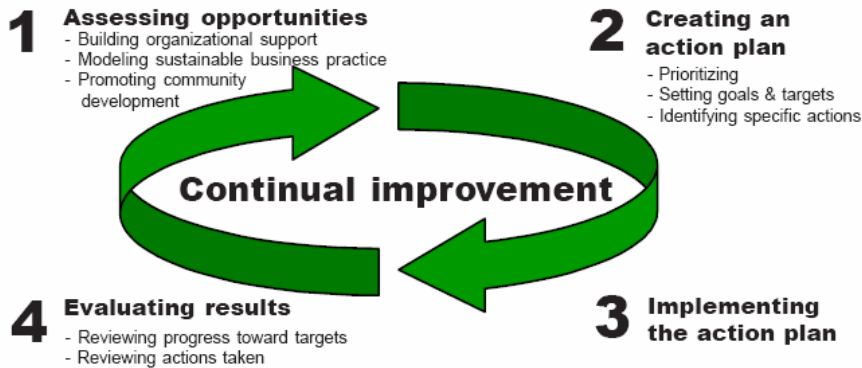 1 Assessing opportunities
- Building organizational support
- Modeling sustainable business practice
- Promoting community
development
2 Creating an
action plan
- Prioritizing
- Setting goals & targets
- Identifying specific actions
Continual improvement
3 Implementing
the action plan
4 Evaluating results
- Reviewing progress toward targets
- Reviewing actions taken